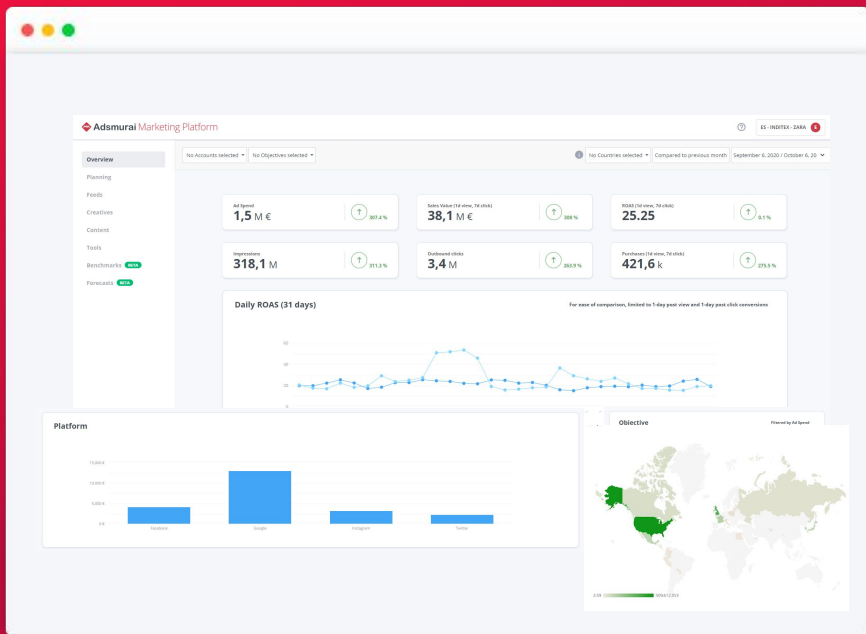 Adsmurai Marketing Platform
ES - INDITEX - ZARA E
Overview
Planning
Feeds
Creatives
Content
Tools
Benchmarks BETA
Forecasts BETA
No Accounts selected
No Objectives selected
No Countries selected
Compared to previous month
September 6, 2020 / October 6, 20
Ad Spend
1,5 M €
307.4 %
Sales Value (1d view, 7d click)
38,1 M €
308 %
ROAS (1d view, 7d click)
25.25
0.1 %
Impressions
318,1 M
311.3 %
Outbound clicks
3,4 M
263.9 %
Purchases (1d view, 7d click)
421,6 k
275.5 %
Daily ROAS (31 days)
For ease of comparison, limited to 1-day post view and 1-day post click conversions
60
40
20
0
Platform
15,000 €
10,000 €
5,000 €
0 €
Facebook
Google
Instagram
Twitter
Objective
Filtered by Ad Spend